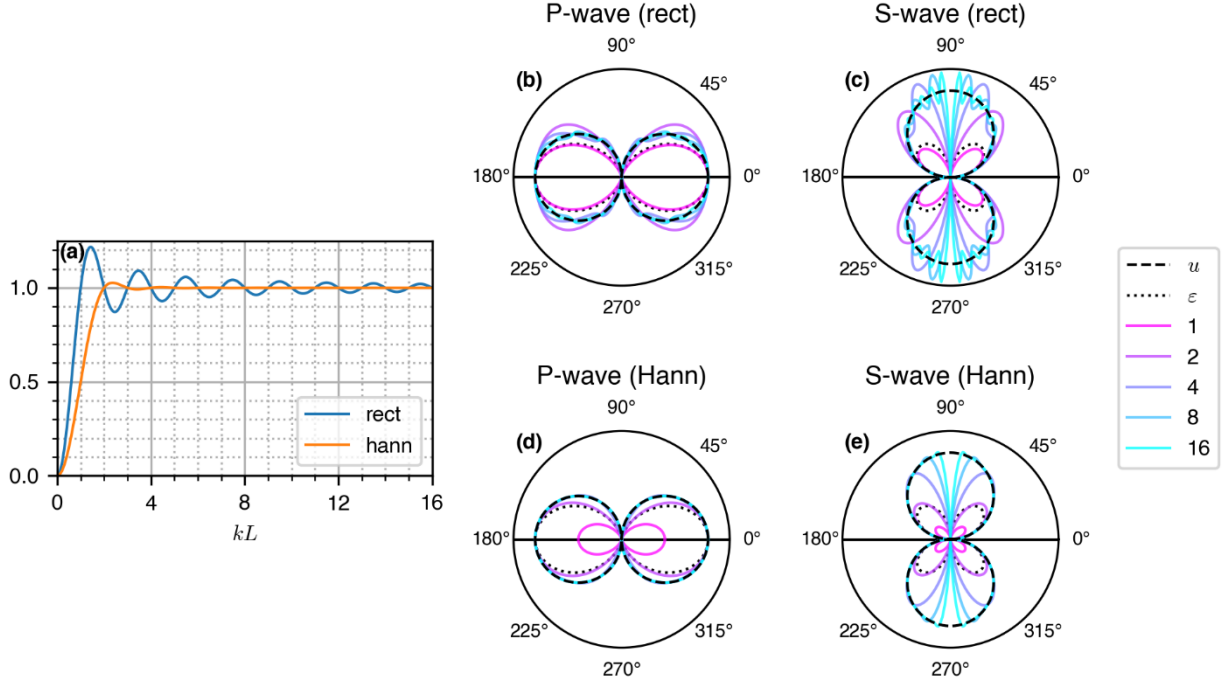 (a)
1.0
0.5
0.0
0
4
8
12
16
kL
rect
hann
P-wave (rect)
(b)
90°
45°
0°
180°
225°
315°
270°
S-wave (rect)
(c)
90°
45°
0°
180°
225°
315°
270°
P-wave (Hann)
(d)
90°
45°
0°
180°
225°
315°
270°
S-wave (Hann)
(e)
90°
45°
0°
180°
225°
315°
270°
u
ε
1
2
4
8
16